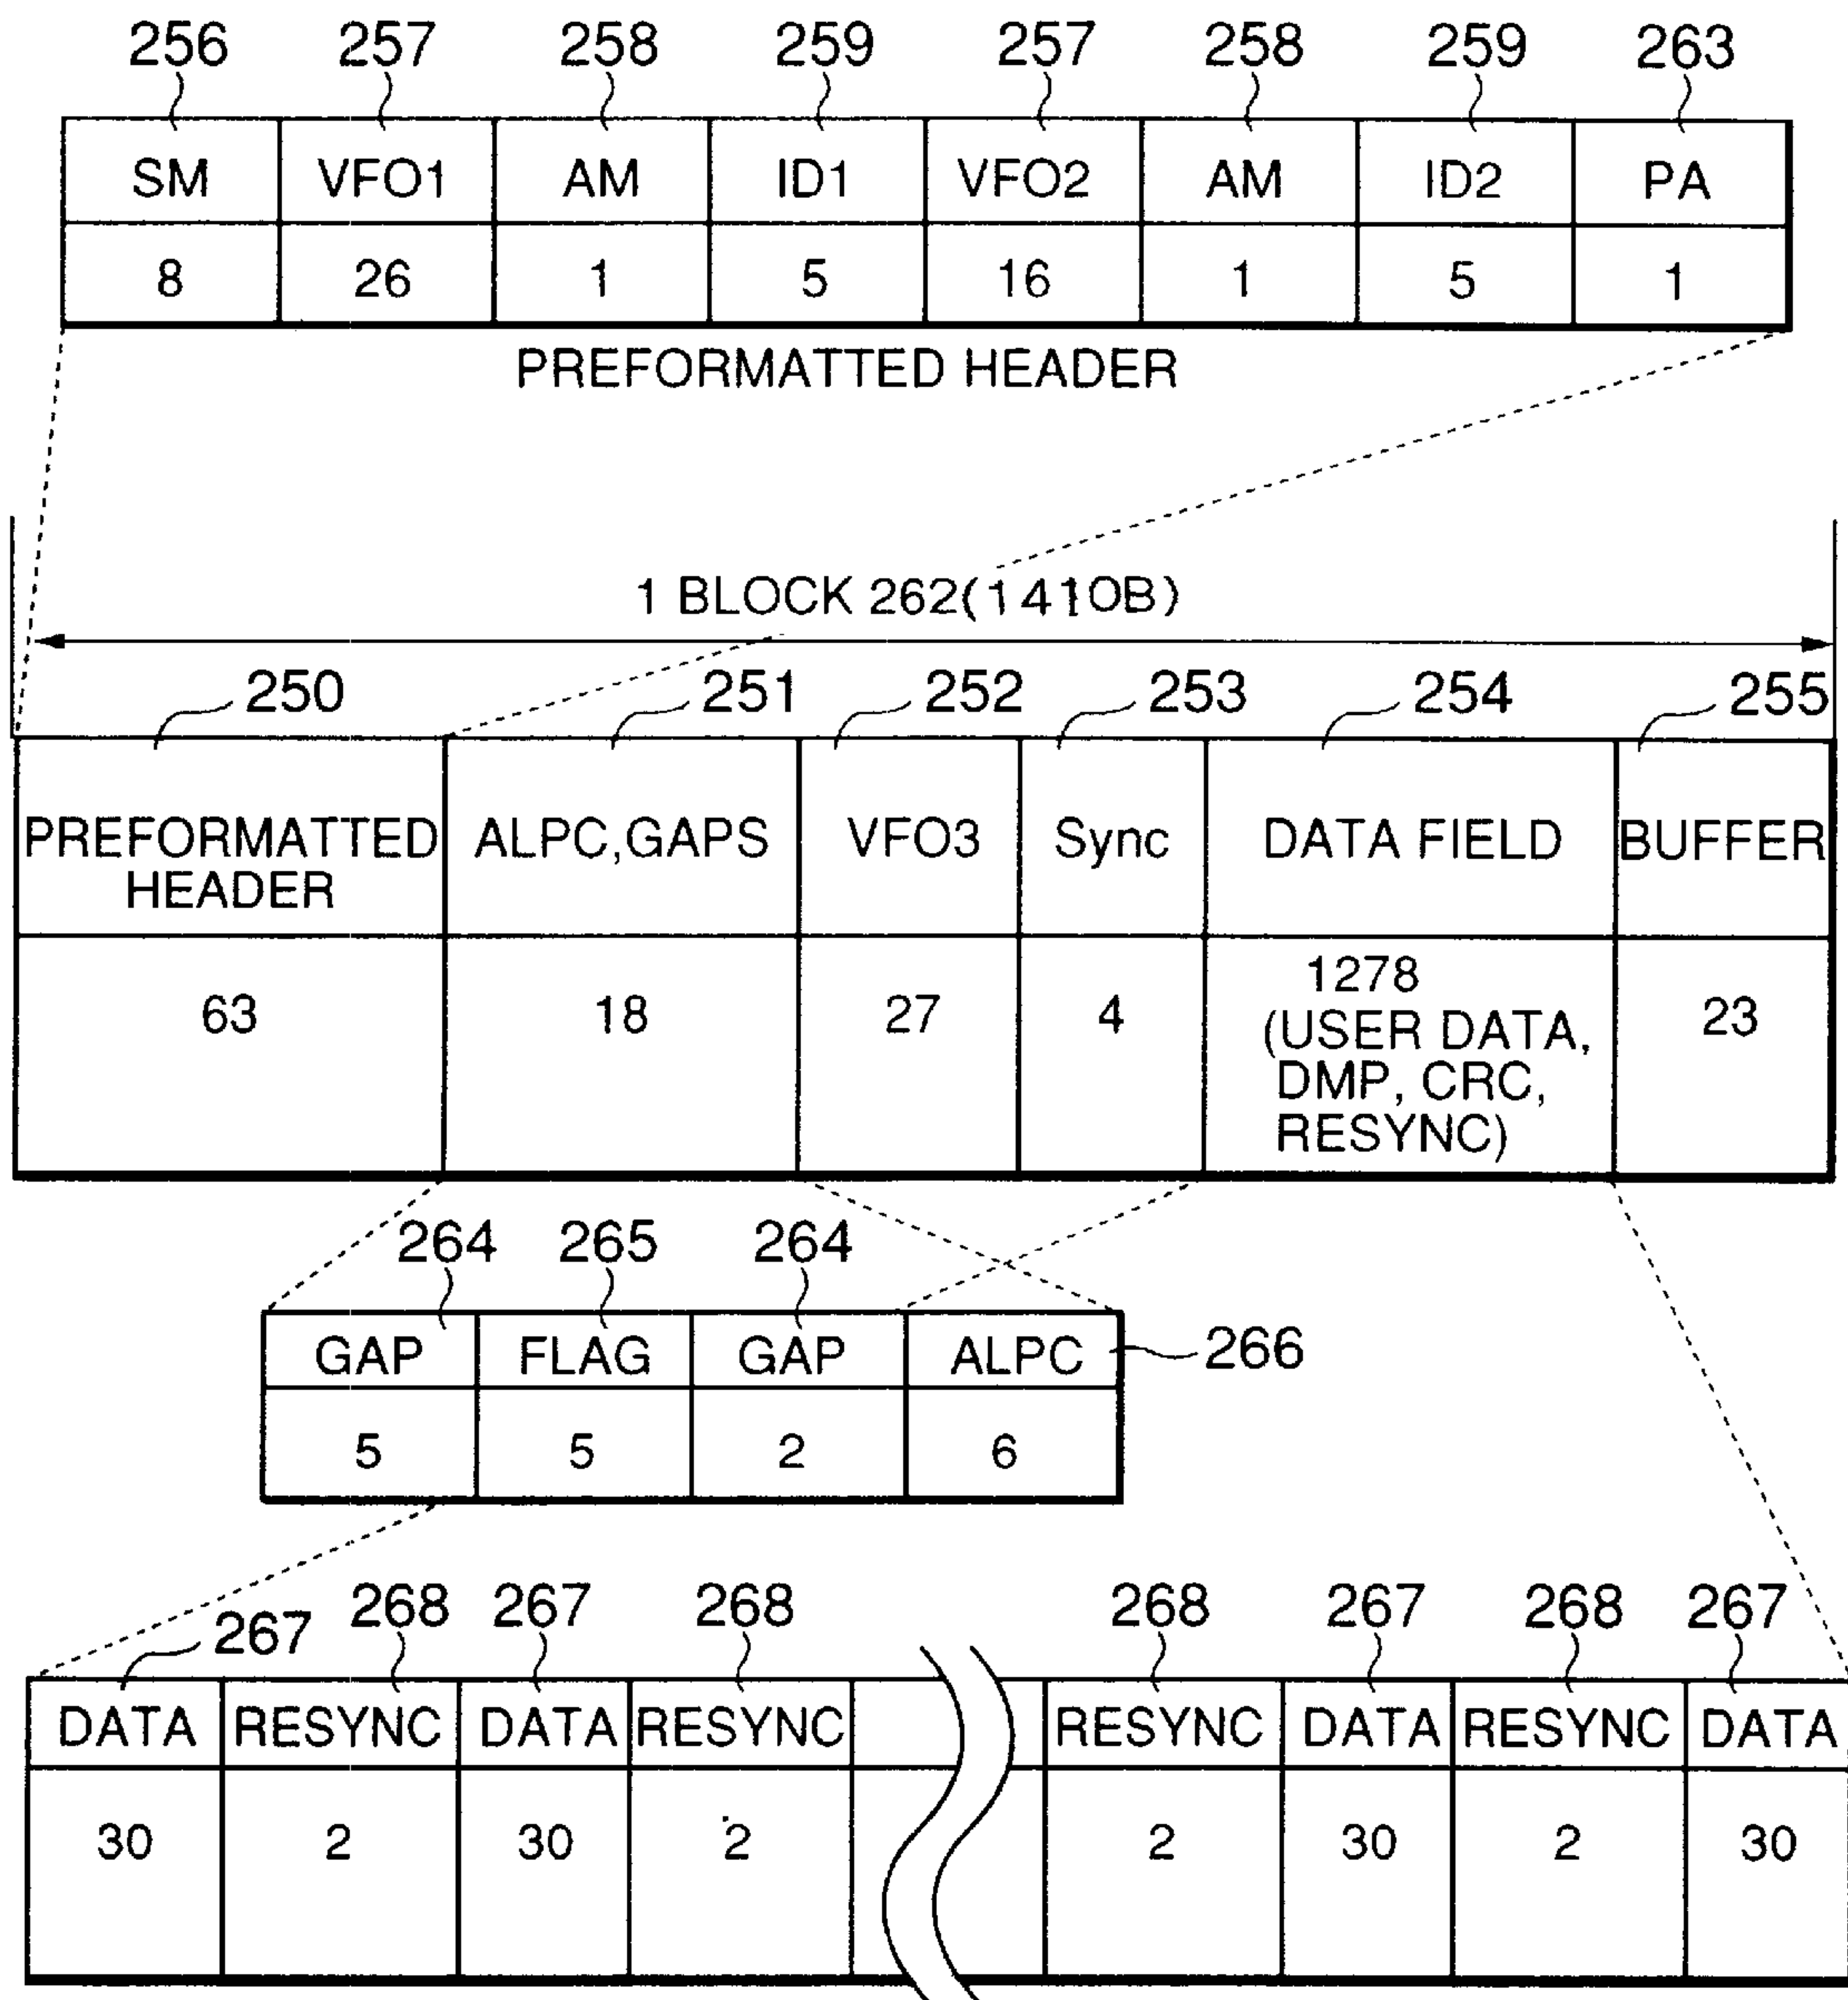 256 257 258 259 257 258 259 263
SM VFO1 AM ID1 VFO2 AM ID2 PA
8 26 1 5 16 1 5 1
PREFORMATTED HEADER
1 BLOCK 262(1410B)
250 251 252 253 254 255
PREFORMATTED HEADER ALPC,GAPS VFO3 Sync DATA FIELD BUFFER
63 18 27 4 1278 23
(USER DATA,
DMP, CRC,
RESYNC)
264 265 264
GAP FLAG GAP ALPC 266
5 5 2 6
267 268 267 268 268 267 268 267
DATA RESYNC DATA RESYNC RESYNC DATA RESYNC DATA
30 2 30 2 2 30 2 30